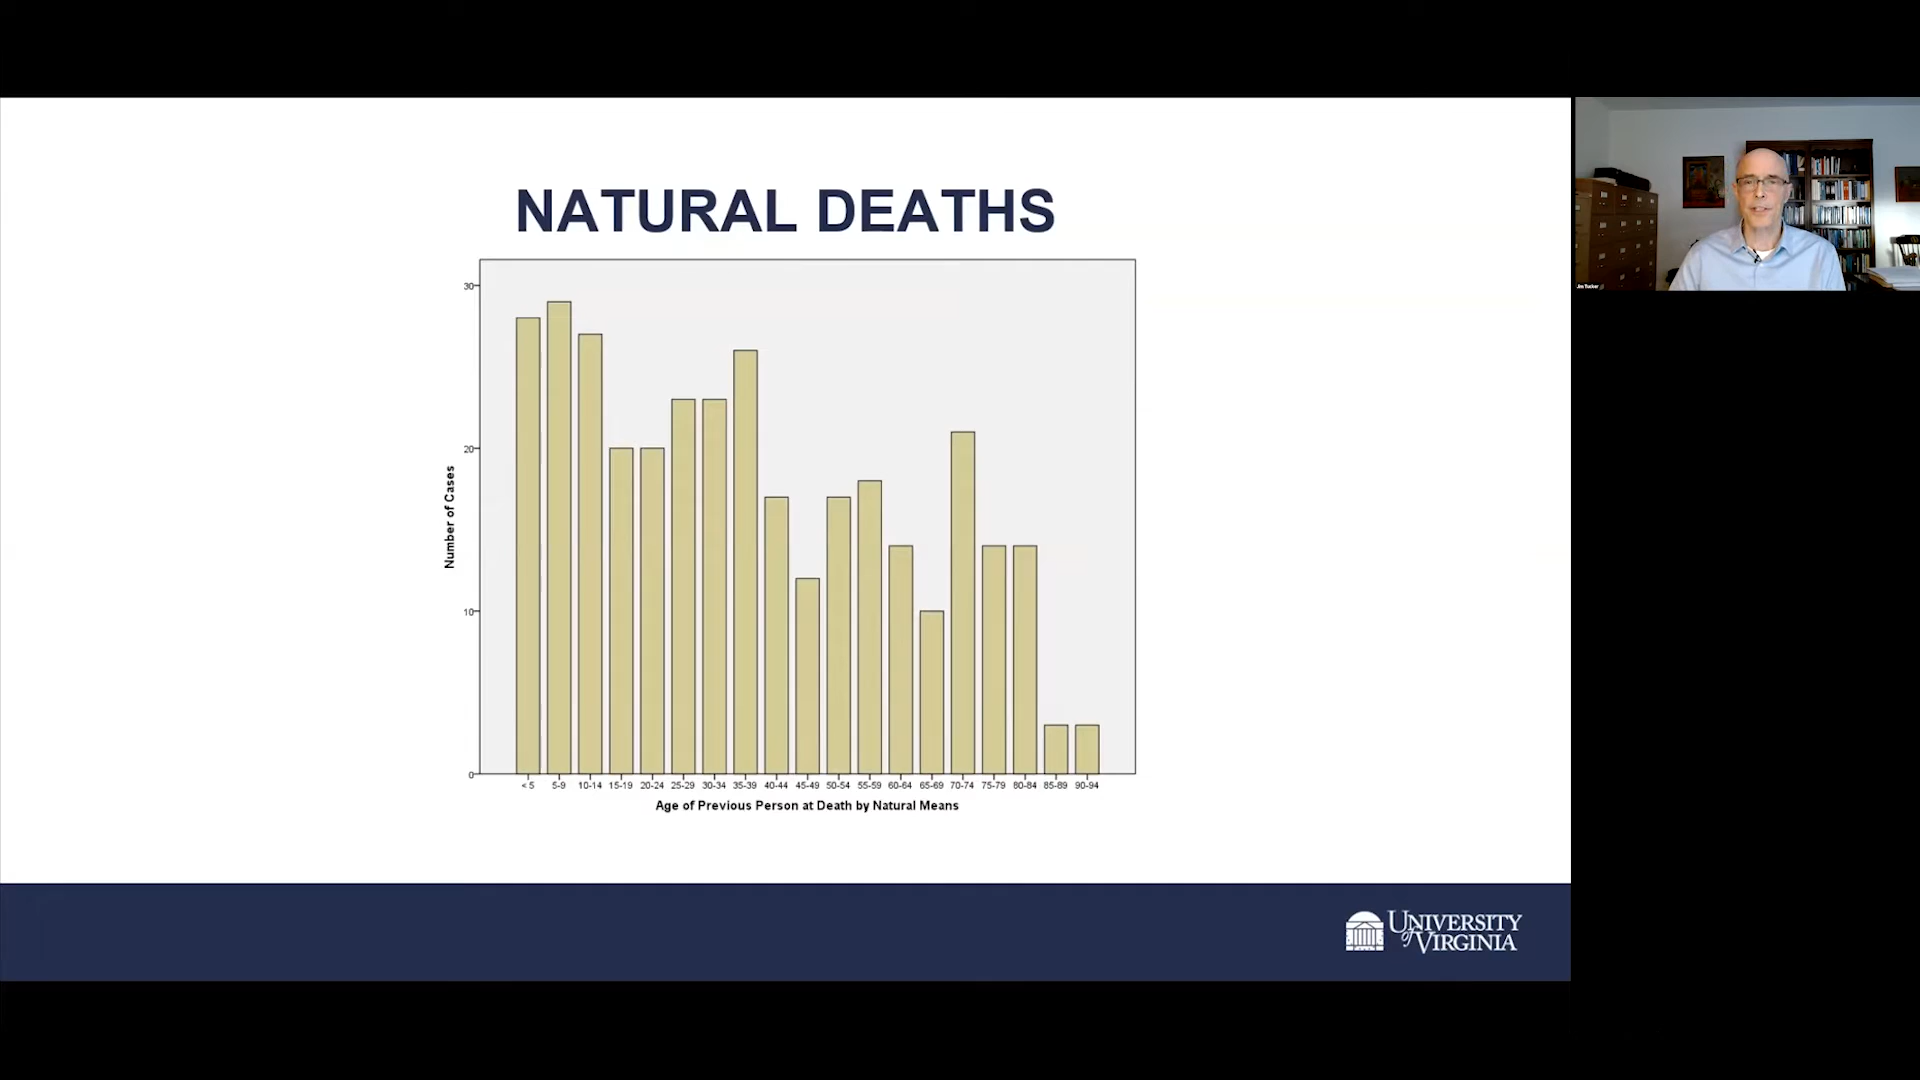 NATURAL DEATHS
30
20
10
0
Number of Cases
< 5 5-9 10-14 15-19 20-24 25-29 30-34 35-39 40-44 45-49 50-54 55-59 60-64 65-69 70-74 75-79 80-84 85-89 90-94
Age of Previous Person at Death by Natural Means
UNIVERSITY
of VIRGINIA
Jim Tucker